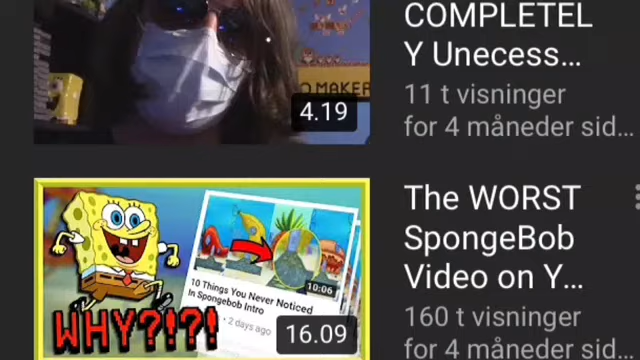 COMPLETEL
Y Unecess...
11 t visninger
for 4 måneder sid...
O MAKER
4.19
The WORST
SpongeBob
Video on Y...
160 t visninger
for 4 måneder sid...
10:06
10 Things You Never Noticed
In Spongebob Intro
• 2 days ago
WHY?!?!
16.09